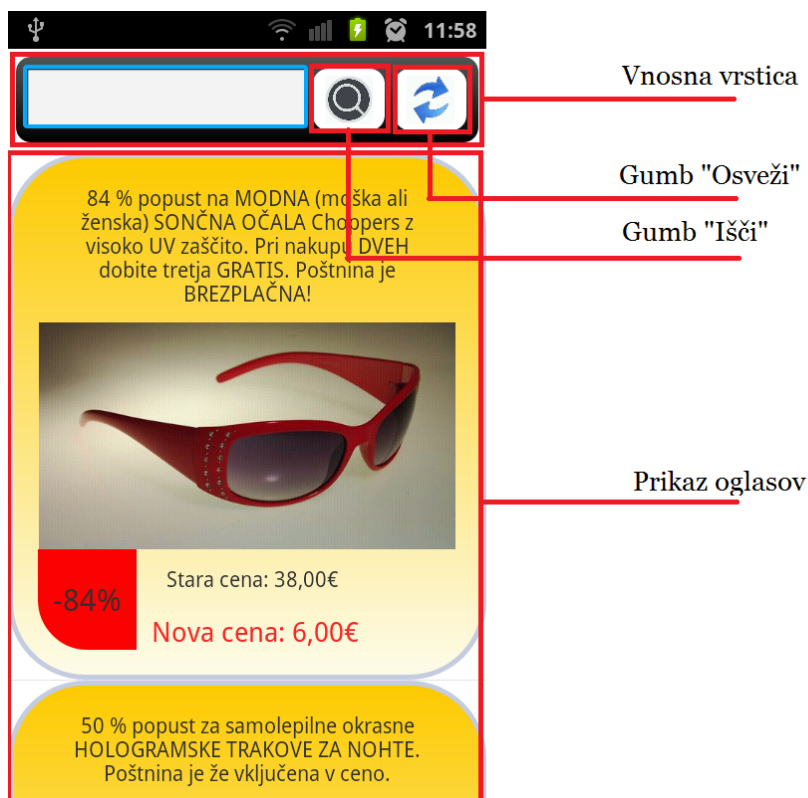 11:58
Vnosna vrstica
Gumb "Osveži"
Gumb "Išči"
84 % popust na MODNA (moška ali
ženska) SONČNA OČALA Choppers z
visoko UV zaščito. Pri nakupu DVEH
dobite tretja GRATIS. Poštnina je
BREZPLAČNA!
Prikaz oglasov
-84%
Stara cena: 38,00€
Nova cena: 6,00€
50 % popust za samolepilne okrasne
HOLOGRAMSKE TRAKOVE ZA NOHTE.
Poštnina je že vključena v ceno.